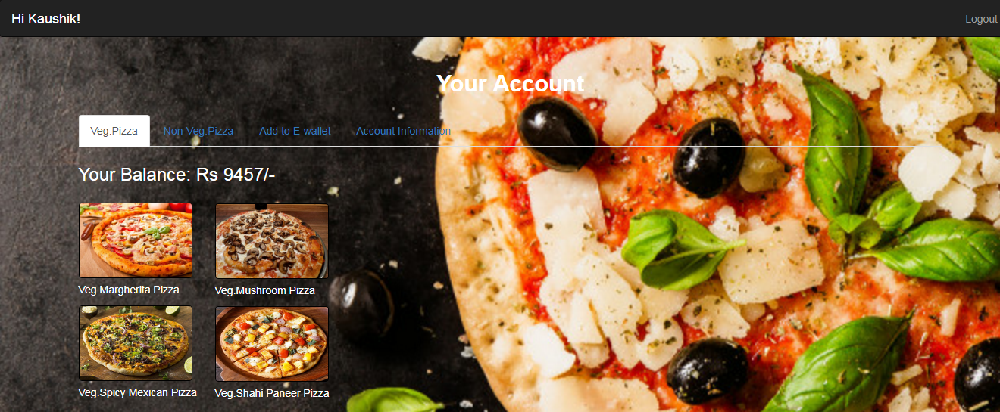 Hi Kaushik!
Logout
Your Account
Veg.Pizza
Non-Veg.Pizza
Add to E-wallet
Account Information
Your Balance: Rs 9457/-
Veg.Margherita Pizza
Veg.Mushroom Pizza
Veg.Spicy Mexican Pizza
Veg.Shahi Paneer Pizza